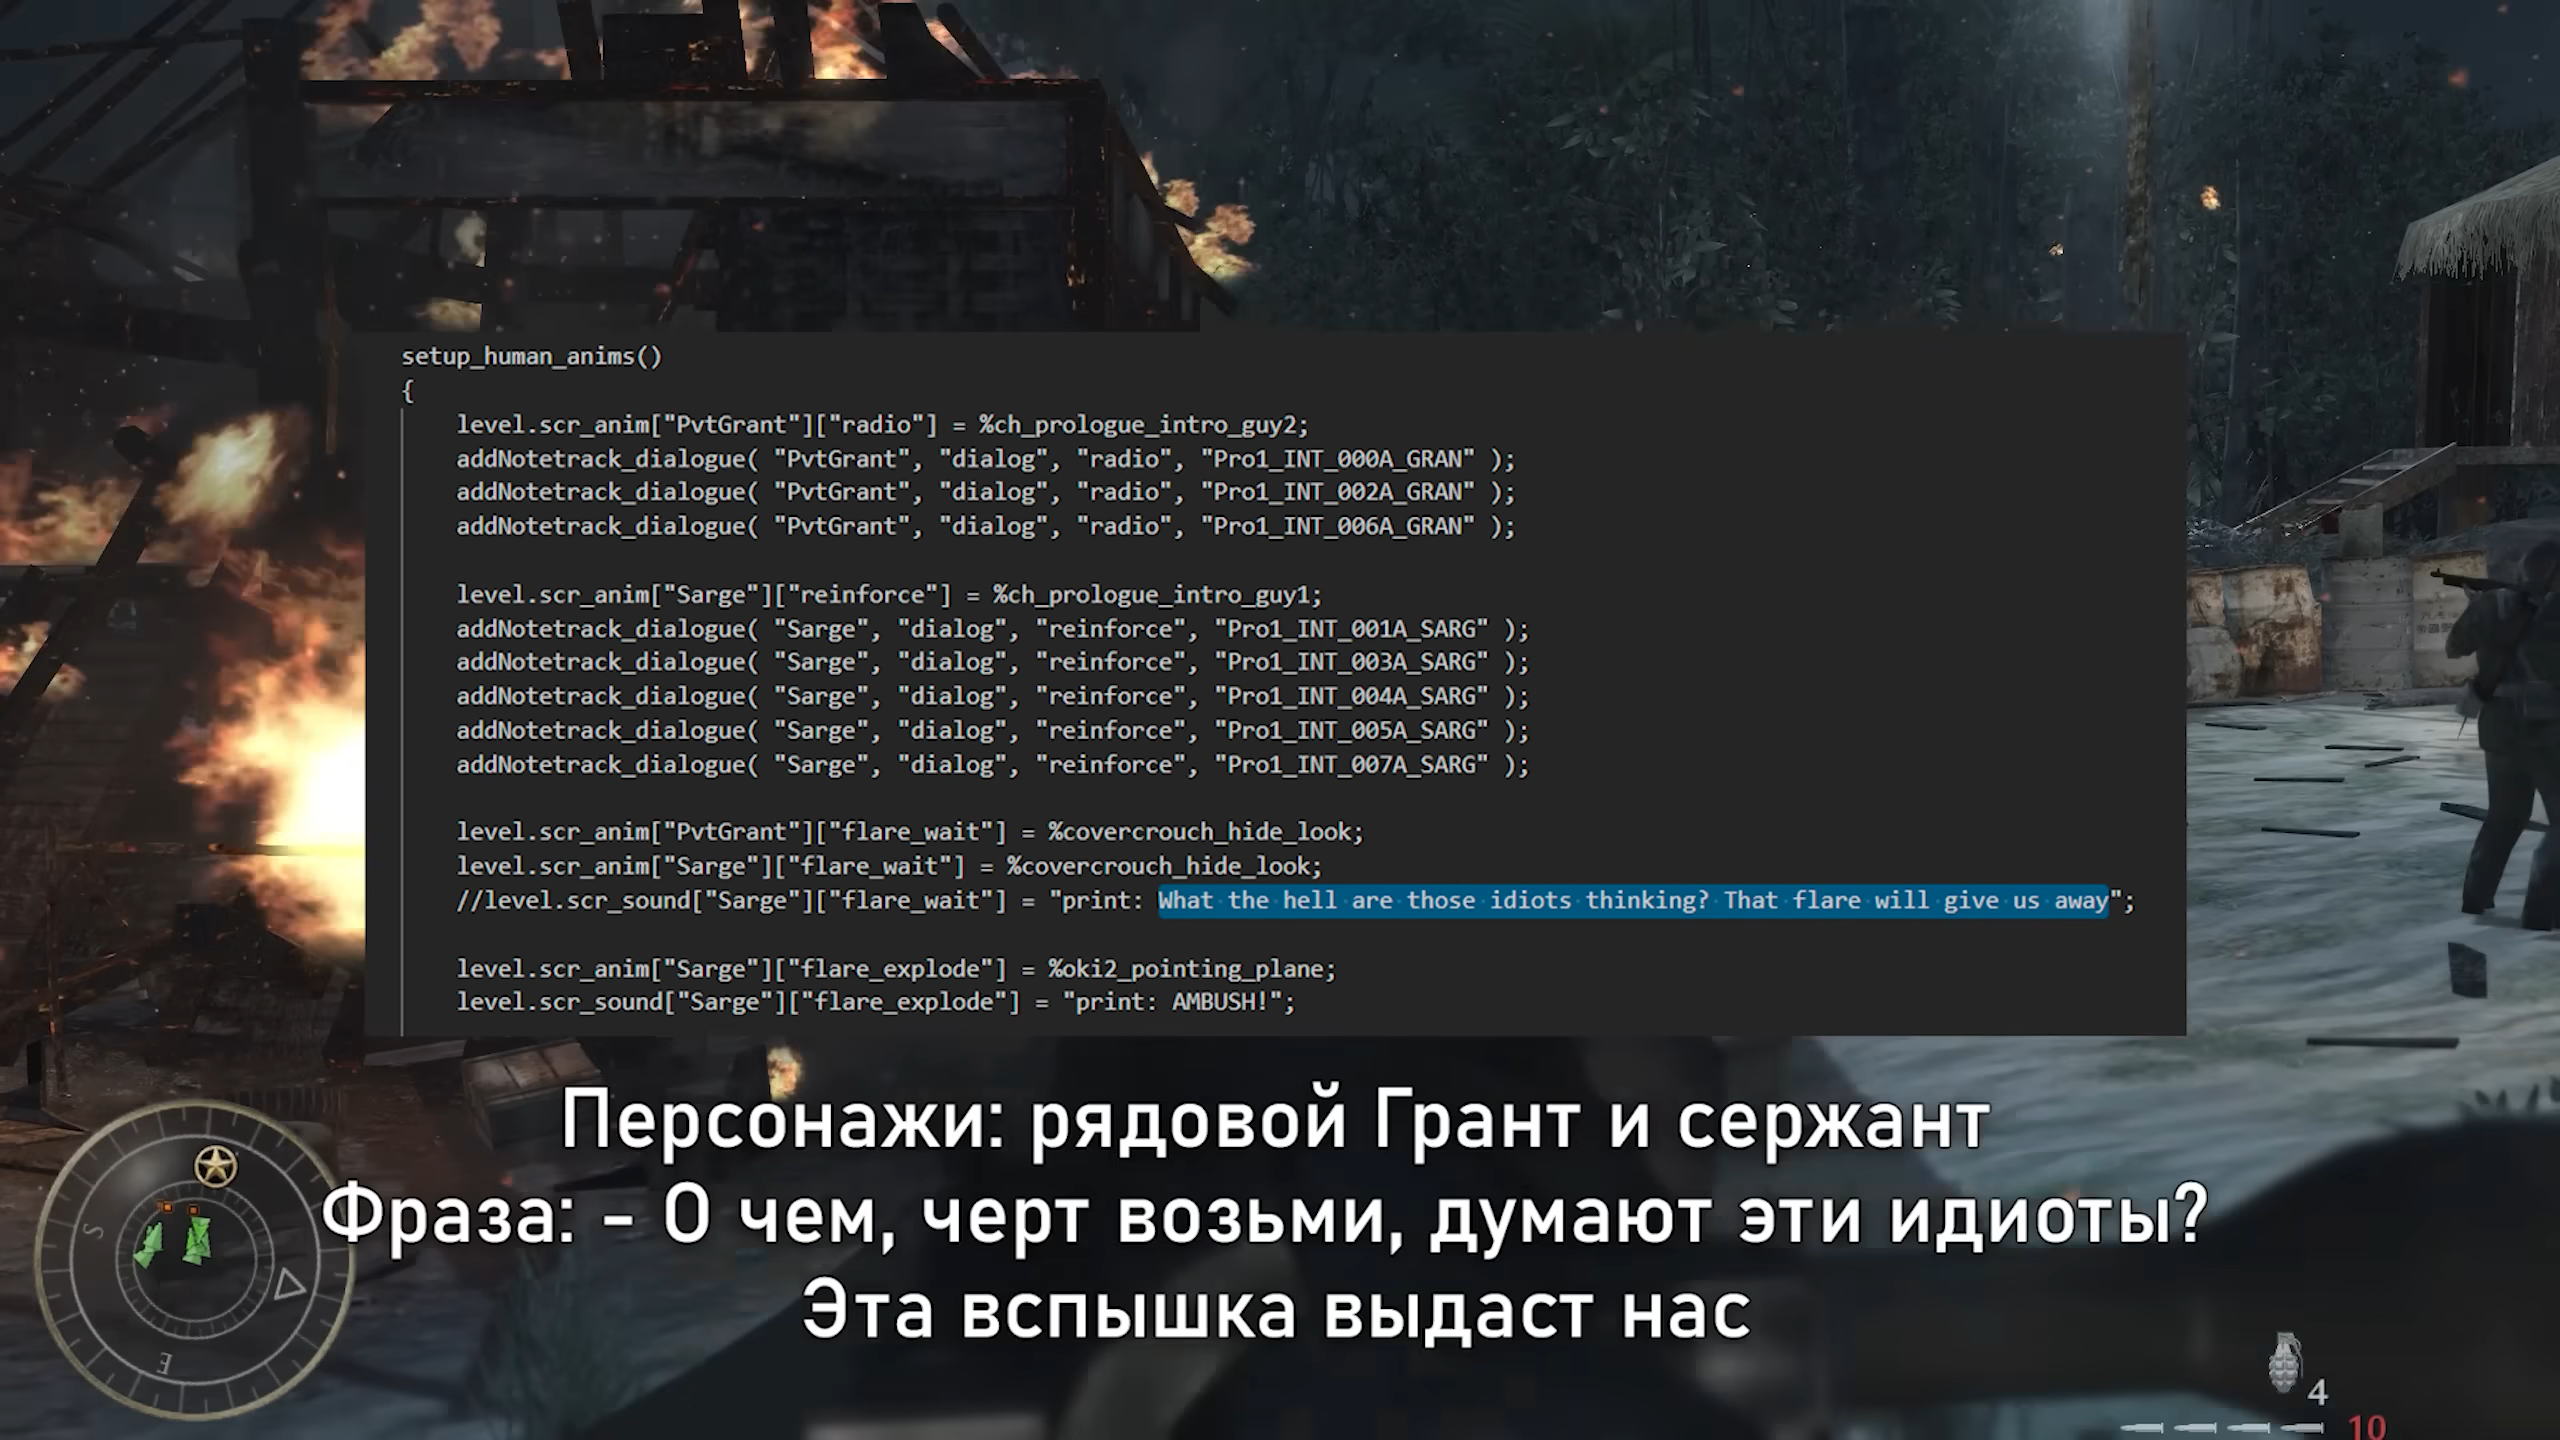 setup_human_anims()
{
level.scr_anim["PvtGrant"]["radio"] = %ch_prologue_intro_guy2;
addNotetrack_dialogue( "PvtGrant", "dialog", "radio", "Pro1_INT_000A_GRAN" );
addNotetrack_dialogue( "PvtGrant", "dialog", "radio", "Pro1_INT_002A_GRAN" );
addNotetrack_dialogue( "PvtGrant", "dialog", "radio", "Pro1_INT_006A_GRAN" );
level.scr_anim["Sarge"]["reinforce"] = %ch_prologue_intro_guy1;
addNotetrack_dialogue( "Sarge", "dialog", "reinforce", "Pro1_INT_001A_SARG" );
addNotetrack_dialogue( "Sarge", "dialog", "reinforce", "Pro1_INT_003A_SARG" );
addNotetrack_dialogue( "Sarge", "dialog", "reinforce", "Pro1_INT_004A_SARG" );
addNotetrack_dialogue( "Sarge", "dialog", "reinforce", "Pro1_INT_005A_SARG" );
addNotetrack_dialogue( "Sarge", "dialog", "reinforce", "Pro1_INT_007A_SARG" );
level.scr_anim["PvtGrant"]["flare_wait"] = %covercrouch_hide_look;
level.scr_anim["Sarge"]["flare_wait"] = %covercrouch_hide_look;
//level.scr_sound["Sarge"]["flare_wait"] = "print: What the hell are those idiots thinking? That flare will give us away";
level.scr_anim["Sarge"]["flare_explode"] = %oki2_pointing_plane;
level.scr_sound["Sarge"]["flare_explode"] = "print: AMBUSH!";
Персонажи: рядовой Грант и сержант
Фраза: - О чем, черт возьми, думают эти идиоты?
Эта вспышка выдаст нас
S
E
4
10